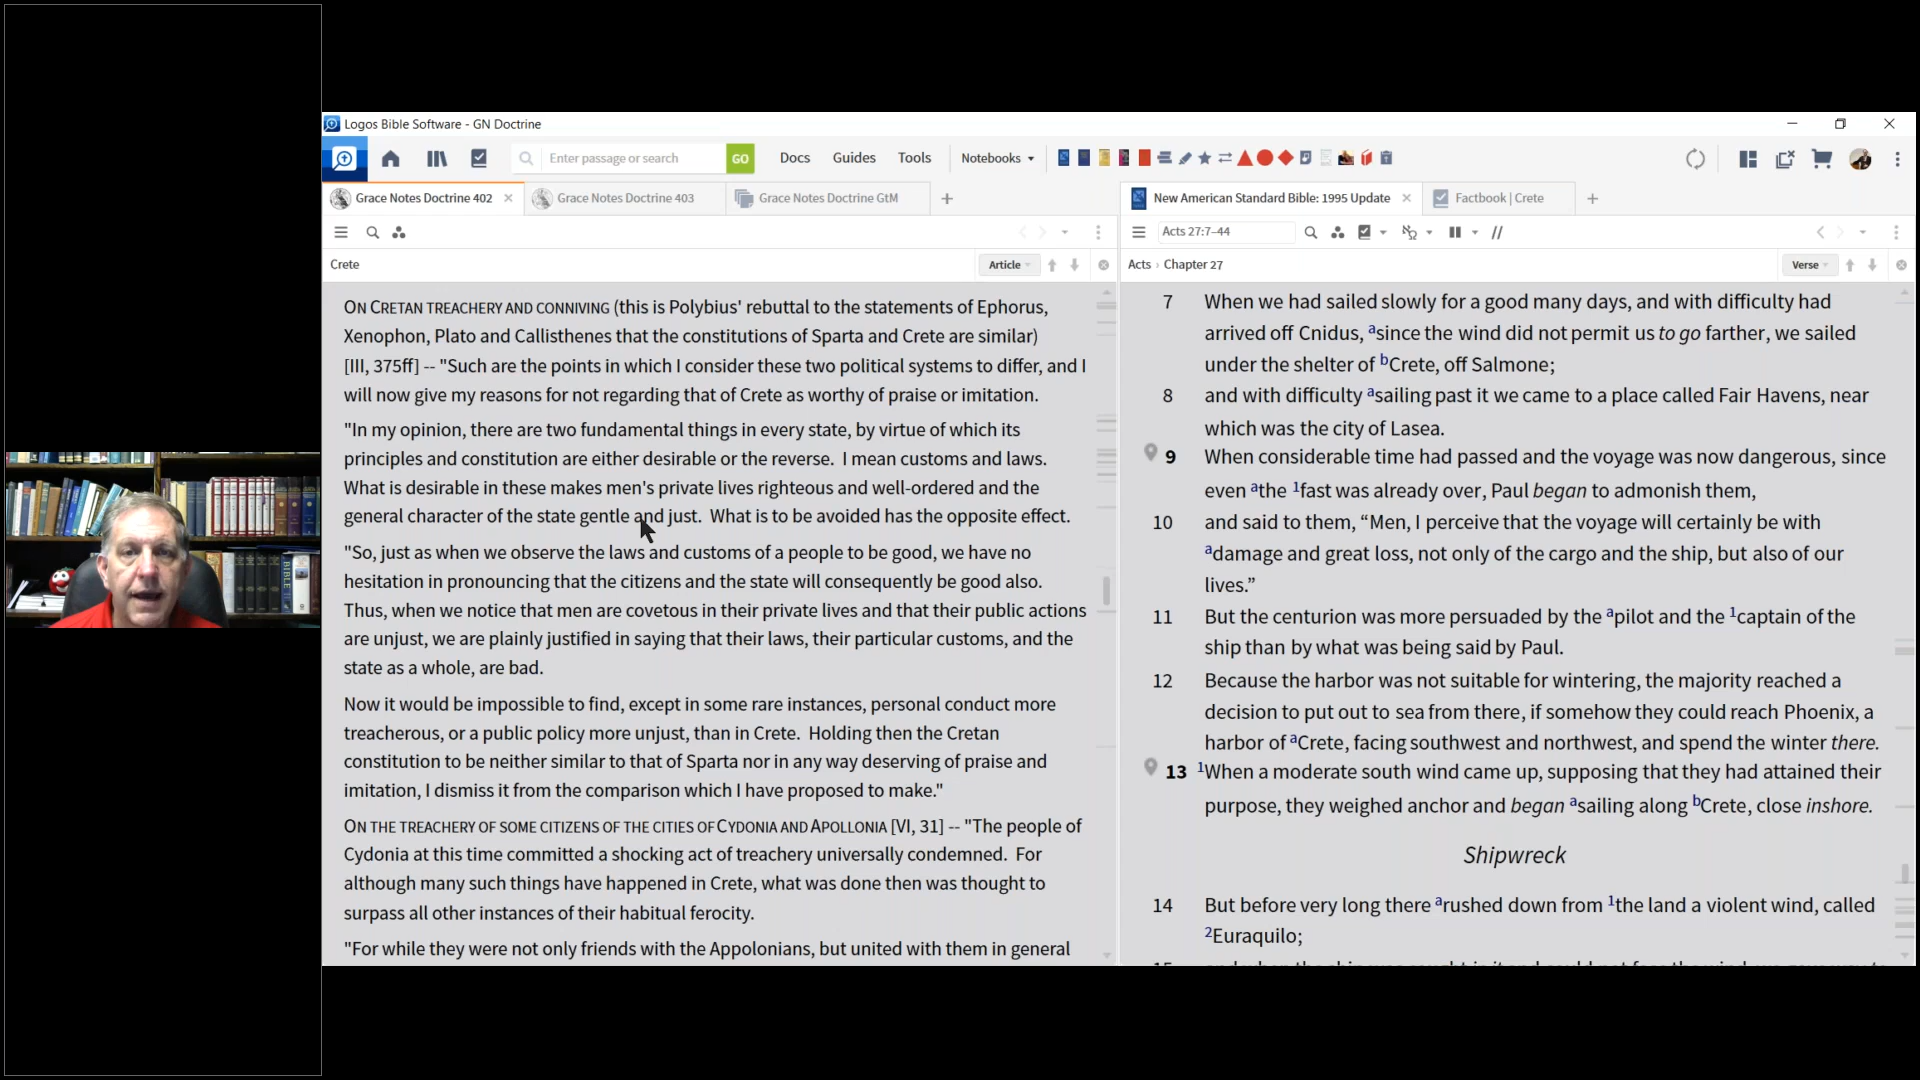 Logos Bible Software - GN Doctrine
Enter passage or search
GO
Docs
Guides
Tools
Notebooks
Grace Notes Doctrine 402
Grace Notes Doctrine 403
Grace Notes Doctrine GtM
Crete
Article
ON CRETAN TREACHERY AND CONNIVING (this is Polybius' rebuttal to the statements of Ephorus,
Xenophon, Plato and Callisthenes that the constitutions of Sparta and Crete are similar)
[III, 375ff] -- "Such are the points in which I consider these two political systems to differ, and I
will now give my reasons for not regarding that of Crete as worthy of praise or imitation.
"In my opinion, there are two fundamental things in every state, by virtue of which its
principles and constitution are either desirable or the reverse.  I mean customs and laws.
What is desirable in these makes men's private lives righteous and well-ordered and the
general character of the state gentle and just.  What is to be avoided has the opposite effect.
"So, just as when we observe the laws and customs of a people to be good, we have no
hesitation in pronouncing that the citizens and the state will consequently be good also.
Thus, when we notice that men are covetous in their private lives and that their public actions
are unjust, we are plainly justified in saying that their laws, their particular customs, and the
state as a whole, are bad.
Now it would be impossible to find, except in some rare instances, personal conduct more
treacherous, or a public policy more unjust, than in Crete.  Holding then the Cretan
constitution to be neither similar to that of Sparta nor in any way deserving of praise and
imitation, I dismiss it from the comparison which I have proposed to make."
ON THE TREACHERY OF SOME CITIZENS OF THE CITIES OF CYDONIA AND APOLLONIA [VI, 31] -- "The people of
Cydonia at this time committed a shocking act of treachery universally condemned.  For
although many such things have happened in Crete, what was done then was thought to
surpass all other instances of their habitual ferocity.
"For while they were not only friends with the Appolonians, but united with them in general
New American Standard Bible: 1995 Update
Factbook | Crete
Acts 27:7–44
Acts › Chapter 27
Verse
7 When we had sailed slowly for a good many days, and with difficulty had
arrived off Cnidus, asince the wind did not permit us to go farther, we sailed
under the shelter of bCrete, off Salmone;
8 and with difficulty asailing past it we came to a place called Fair Havens, near
which was the city of Lasea.
9 When considerable time had passed and the voyage was now dangerous, since
even athe 1fast was already over, Paul began to admonish them,
10 and said to them, “Men, I perceive that the voyage will certainly be with
adamage and great loss, not only of the cargo and the ship, but also of our
lives.”
11 But the centurion was more persuaded by the apilot and the 1captain of the
ship than by what was being said by Paul.
12 Because the harbor was not suitable for wintering, the majority reached a
decision to put out to sea from there, if somehow they could reach Phoenix, a
harbor of aCrete, facing southwest and northwest, and spend the winter there.
13 1When a moderate south wind came up, supposing that they had attained their
purpose, they weighed anchor and began asailing along bCrete, close inshore.
Shipwreck
14 But before very long there arushed down from 1the land a violent wind, called
2Euraquilo;